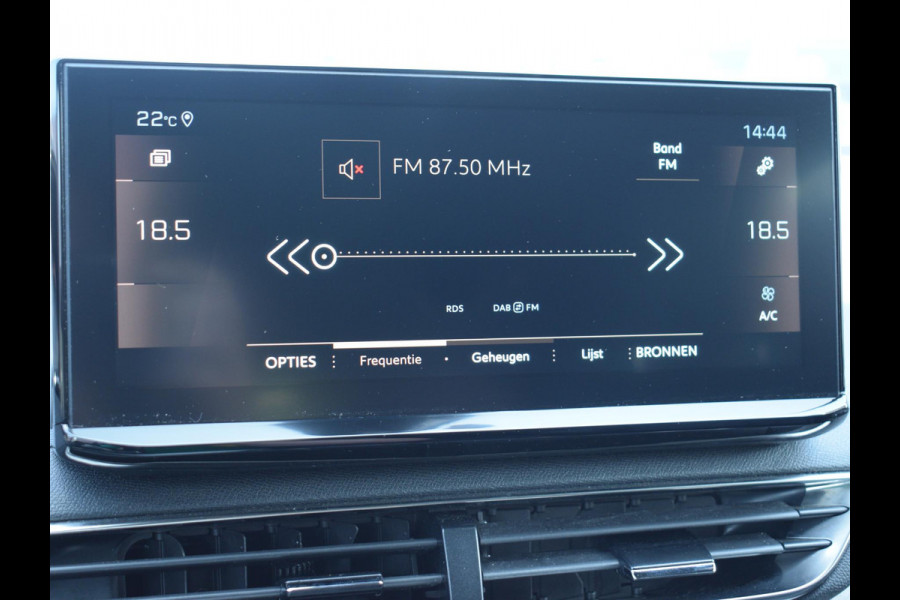 22°C
14:44
FM 87.50 MHz
Band
FM
18.5
18.5
RDS
DAB FM
A/C
OPTIES
Frequentie
Geheugen
Lijst
BRONNEN